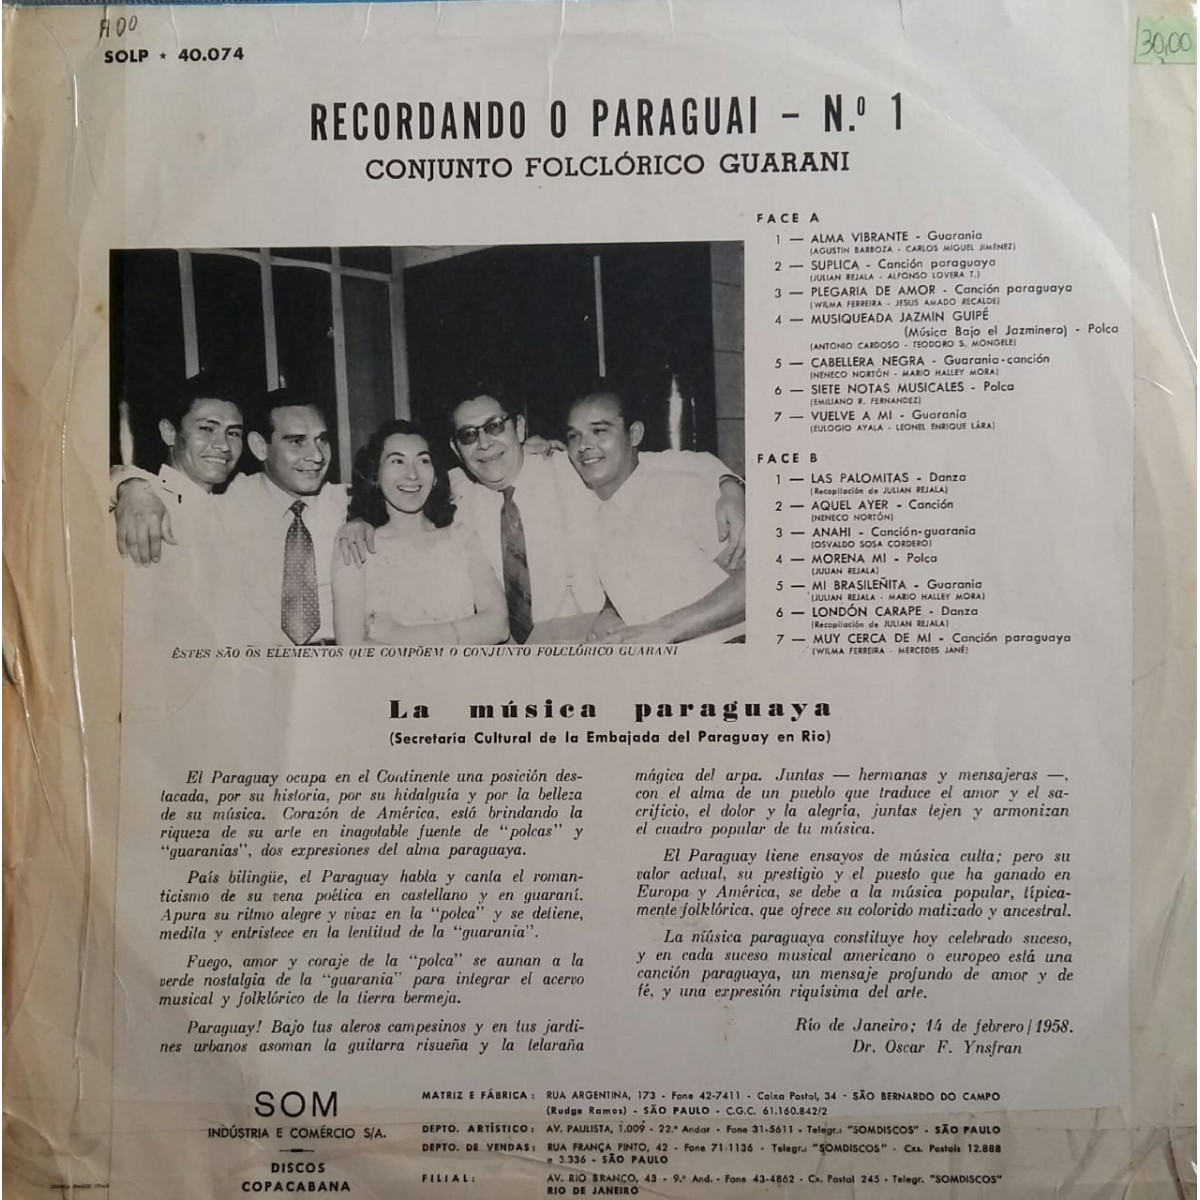 A00
30,00
SOLP ★ 40.074
RECORDANDO O PARAGUAI - N.º 1
CONJUNTO FOLCLÓRICO GUARANI
FACE A
1 — ALMA VIBRANTE - Guarania
(AGUSTIN BARBOZA - CARLOS MIGUEL JIMÉNEZ)
2 — SUPLICA - Canción paraguaya
(JULIAN REJALA - ALFONSO LOVERA T.)
3 — PLEGARIA DE AMOR - Canción paraguaya
(WILMA FERREIRA - JESUS AMADO RECALDE)
4 — MUSIQUEADA JAZMIN GUIPÉ
(Música Bajo el Jazminero) - Polca
(ANTONIO CARDOSO - TEODORO S. MONGELE)
5 — CABELLERA NEGRA - Guarania-canción
(NENECO NORTÓN - MARIO HALLEY MORA)
6 — SIETE NOTAS MUSICALES - Polca
(EMILIANO R. FERNANDEZ)
7 — VUELVE A MI - Guarania
(EULOGIO AYALA - LEONEL ENRIQUE LÁRA)
FACE B
1 — LAS PALOMITAS - Danza
(Recopilación de JULIAN REJALA)
2 — AQUEL AYER - Canción
(NENECO NORTÓN)
3 — ANAHI - Canción-guarania
(OSVALDO SOSA CORDERO)
4 — MORENA MI - Polca
(JULIAN REJALA)
5 — MI BRASILEÑITA - Guarania
(JULIAN REJALA - MARIO HALLEY MORA)
6 — LONDÓN CARAPE - Danza
(Recopilación de JULIAN REJALA)
7 — MUY CERCA DE MI - Canción paraguaya
(WILMA FERREIRA - MERCEDES JANÉ)
ÊSTES SÃO OS ELEMENTOS QUE COMPÕEM O CONJUNTO FOLCLÓRICO GUARANI
La música paraguaya
(Secretaría Cultural de la Embajada del Paraguay en Rio)
El Paraguay ocupa en el Continente una posición des-
tacada, por su historia, por su hidalguía y por la belleza
de su música. Corazón de América, está brindando la
riqueza de su arte en inagotable fuente de "polcas" y
"guaranias", dos expresiones del alma paraguaya.
País bilingüe, el Paraguay habla y canta el roman-
ticismo de su vena poética en castellano y en guaraní.
Apura su ritmo alegre y vivaz en la "polca" y se detiene,
medita y entristece en la lentitud de la "guarania".
Fuego, amor y coraje de la "polca" se aunan a la
verde nostalgia de la "guarania" para integrar el acervo
musical y folklórico de la tierra bermeja.
Paraguay! Bajo tus aleros campesinos y en tus jardi-
nes urbanos asoman la guitarra risueña y la telaraña
mágica del arpa. Juntas — hermanas y mensajeras —,
con el alma de un pueblo que traduce el amor y el sa-
crificio, el dolor y la alegría, juntas tejen y armonizan
el cuadro popular de tu música.
El Paraguay tiene ensayos de música culta; pero su
valor actual, su prestigio y el puesto que ha ganado en
Europa y América, se debe a la música popular, típica-
mente folklórica, que ofrece su colorido matizado y ancestral.
La música paraguaya constituye hoy celebrado suceso,
y en cada suceso musical americano o europeo está una
canción paraguaya, un mensaje profundo de amor y de
fé, y una expresión riquísima del arte.
Río de Janeiro; 14 de febrero/1958.
Dr. Oscar F. Ynsfran
SOM
INDÚSTRIA E COMÉRCIO S/A.
DISCOS
COPACABANA
MATRIZ E FÁBRICA: RUA ARGENTINA, 173 - Fone 42-7411 - Caixa Postal, 34 - SÃO BERNARDO DO CAMPO
(Rudge Ramos) - SÃO PAULO - C.G.C. 61.160.842/2
DEPTO. ARTÍSTICO: AV. PAULISTA, 1.009 - 22.º Andar - Fone 31-5611 - Telegr.: "SOMDISCOS" - SÃO PAULO
DEPTO. DE VENDAS: RUA FRANÇA PINTO, 42 - Fone 71-1136 - Telegr.: "SOMDISCOS" - Cxs. Postais 12.888
e 3.336 - SÃO PAULO
FILIAL: AV. RIO BRANCO, 43 - 9.º And. - Fone 43-4862 - Cx. Postal 245 - Telegr. "SOMDISCOS"
RIO DE JANEIRO